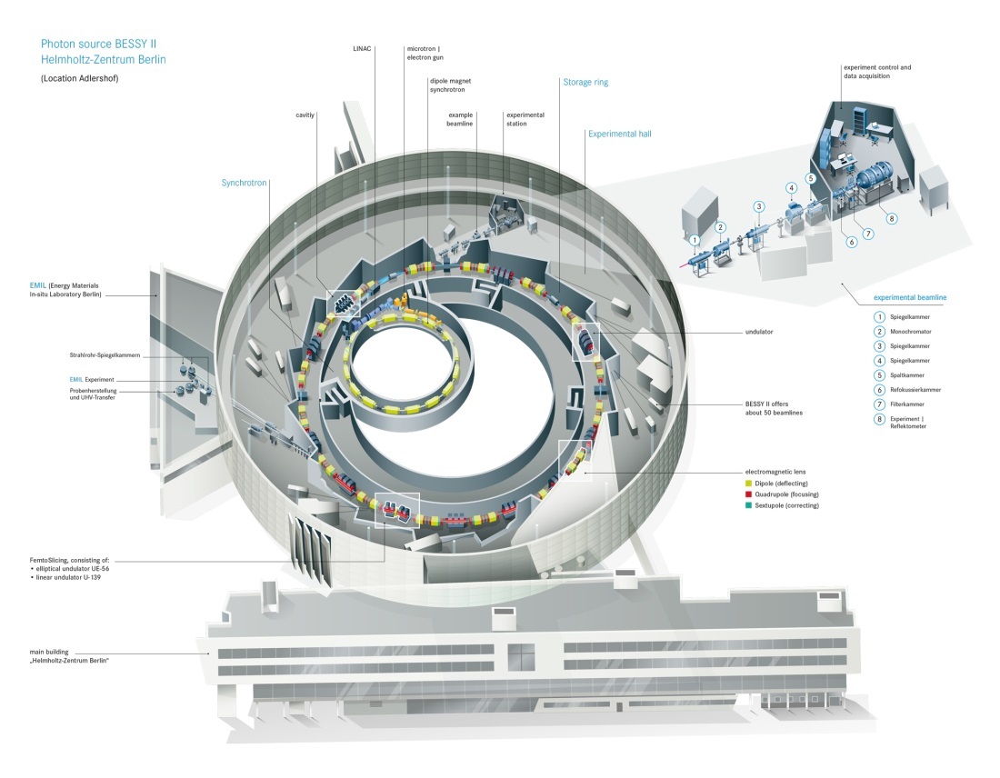 Photon source BESSY II
Helmholtz-Zentrum Berlin
(Location Adlershof)
LINAC
microtron |
electron gun
dipole magnet
synchrotron
cavitiy
example
beamline
experimental
station
Storage ring
Experimental hall
Synchrotron
experiment control and
data acquisition
1
2
3
4
5
6
7
8
EMIL (Energy Materials
in-situ Laboratory Berlin)
Strahlrohr-Spiegelkammern
EMIL Experiment
Probenherstellung
und UHV-Transfer
experimental beamline
1 Spiegelkammer
2 Monochromator
3 Spiegelkammer
4 Spiegelkammer
5 Spaltkammer
6 Refokussierkammer
7 Filterkammer
8 Experiment |
Reflektometer
undulator
BESSY II offers
about 50 beamlines
electromagnetic lens
Dipole (deflecting)
Quadrupole (focusing)
Sextupole (correcting)
FemtoSlicing, consisting of:
• elliptical undulator UE-56
• linear undulator U-139
main building
„Helmholtz-Zentrum Berlin“